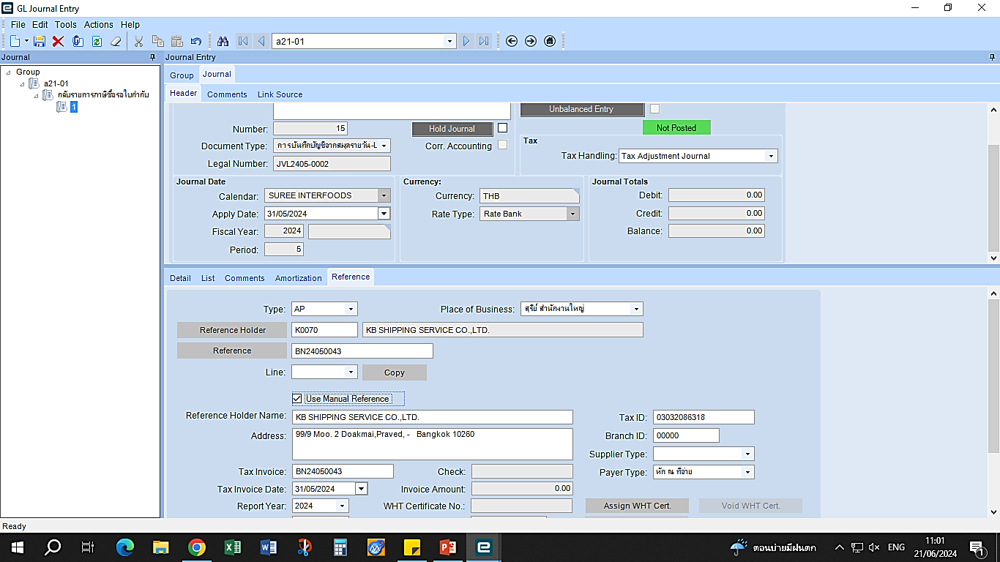 GL Journal Entry
File Edit Tools Actions Help
a21-01
Journal
Journal Entry
Group
a21-01
กลับรายการภาษีซื้อรอใบกำกับ
1
Group Journal
Header Comments Link Source
Unbalanced Entry
Number: 15
Hold Journal
Not Posted
Document Type: การบันทึกบัญชีจากสมุดรายวัน-L
Corr. Accounting
Tax
Legal Number: JVL2405-0002
Tax Handling: Tax Adjustment Journal
Journal Date
Currency:
Journal Totals
Calendar: SUREE INTERFOODS
Currency: THB
Debit: 0.00
Apply Date: 31/05/2024
Rate Type: Rate Bank
Credit: 0.00
Fiscal Year: 2024
Balance: 0.00
Period: 5
Detail List Comments Amortization Reference
Type: AP
Place of Business: สุรีย์ สำนักงานใหญ่
Reference Holder K0070 KB SHIPPING SERVICE CO.,LTD.
Reference BN24050043
Line: Copy
Use Manual Reference
Reference Holder Name: KB SHIPPING SERVICE CO.,LTD.
Tax ID: 03032086318
Address: 99/9 Moo. 2 Doakmai,Praved, - Bangkok 10260
Branch ID: 00000
Supplier Type:
Tax Invoice: BN24050043
Check:
Payer Type: หัก ณ ที่จ่าย
Tax Invoice Date: 31/05/2024
Invoice Amount: 0.00
Report Year: 2024
WHT Certificate No.:
Assign WHT Cert. Void WHT Cert.
Ready
ตอนบ่ายมีฝนตก
ENG
11:01
21/06/2024
1